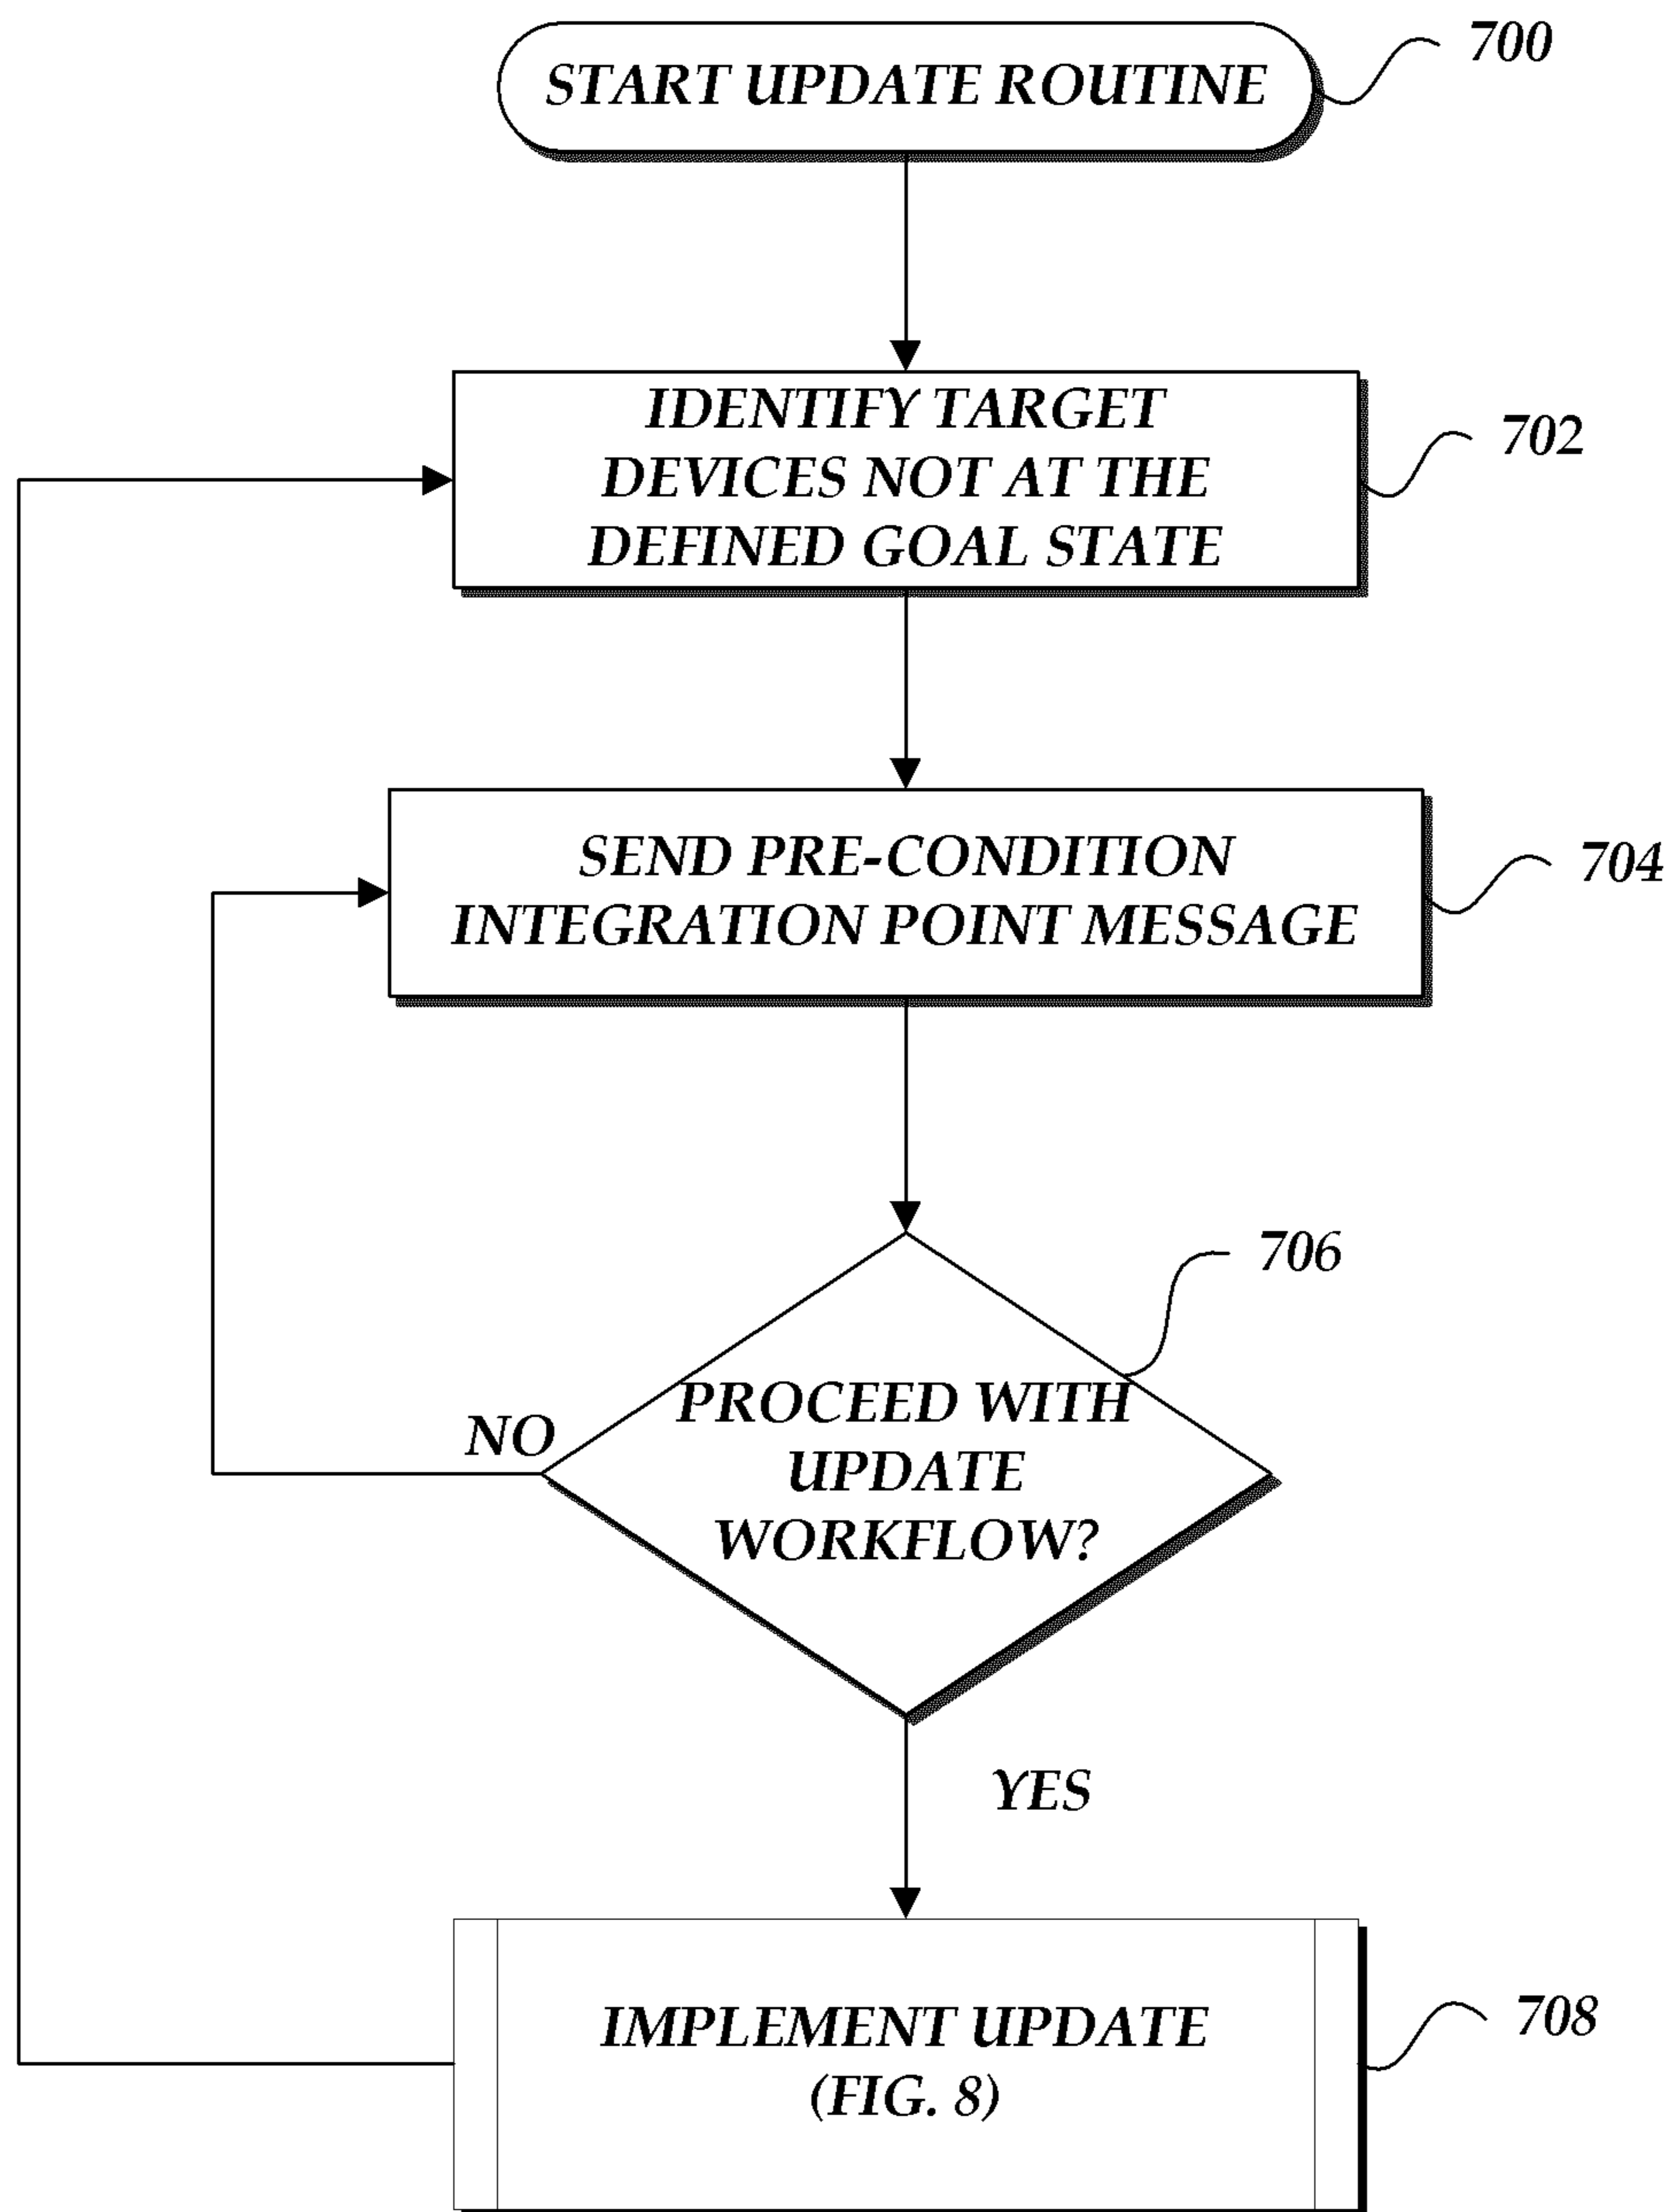 START UPDATE ROUTINE
700
IDENTIFY TARGET
DEVICES NOT AT THE
DEFINED GOAL STATE
702
SEND PRE-CONDITION
INTEGRATION POINT MESSAGE
704
706
PROCEED WITH
UPDATE
WORKFLOW?
NO
YES
IMPLEMENT UPDATE
(FIG. 8)
708